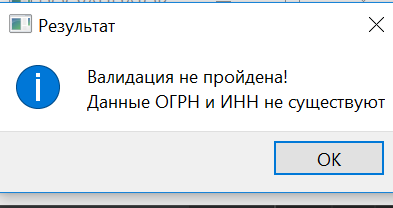 Результат
Валидация не пройдена!
Данные ОГРН и ИНН не существуют
OK